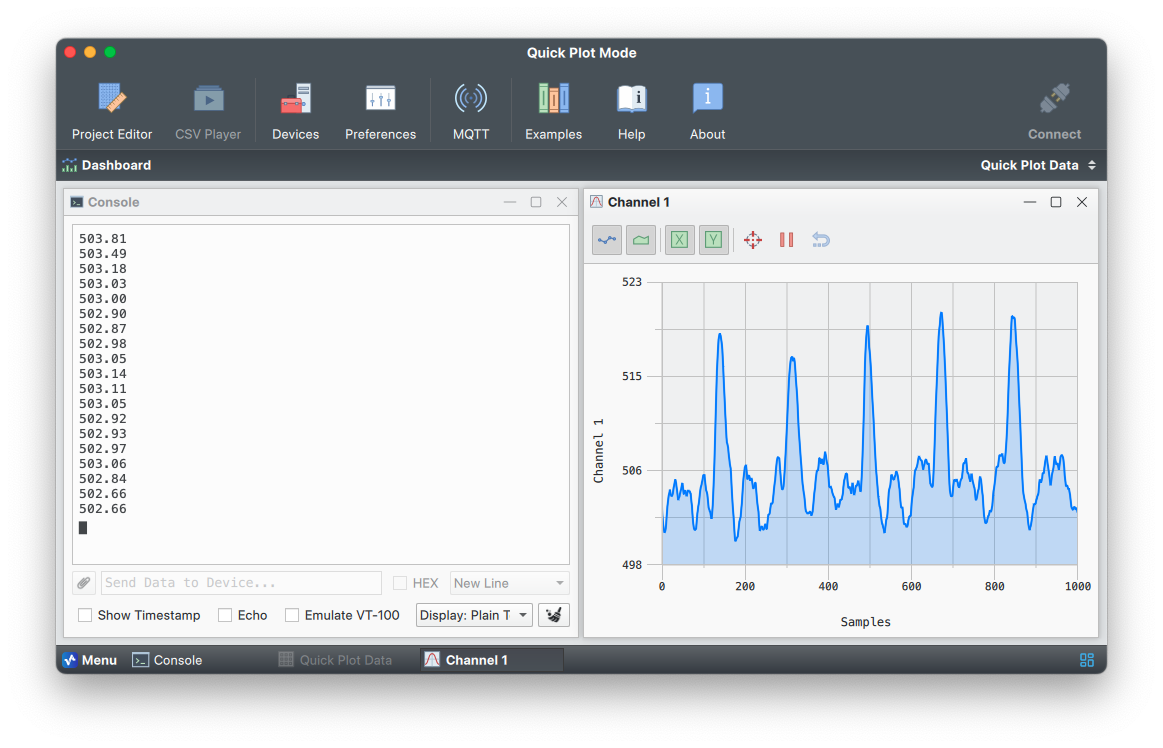 Quick Plot Mode
Project Editor CSV Player Devices Preferences MQTT Examples Help About Connect
Dashboard Quick Plot Data
Console
503.81
503.49
503.18
503.03
503.00
502.90
502.87
502.98
503.05
503.14
503.11
503.05
502.92
502.93
502.97
503.06
502.84
502.66
502.66
Send Data to Device... HEX New Line
Show Timestamp Echo Emulate VT-100 Display: Plain T
Channel 1
X Y
523
515
506
498
Channel 1
0 200 400 600 800 1000
Samples
Menu Console Quick Plot Data Channel 1